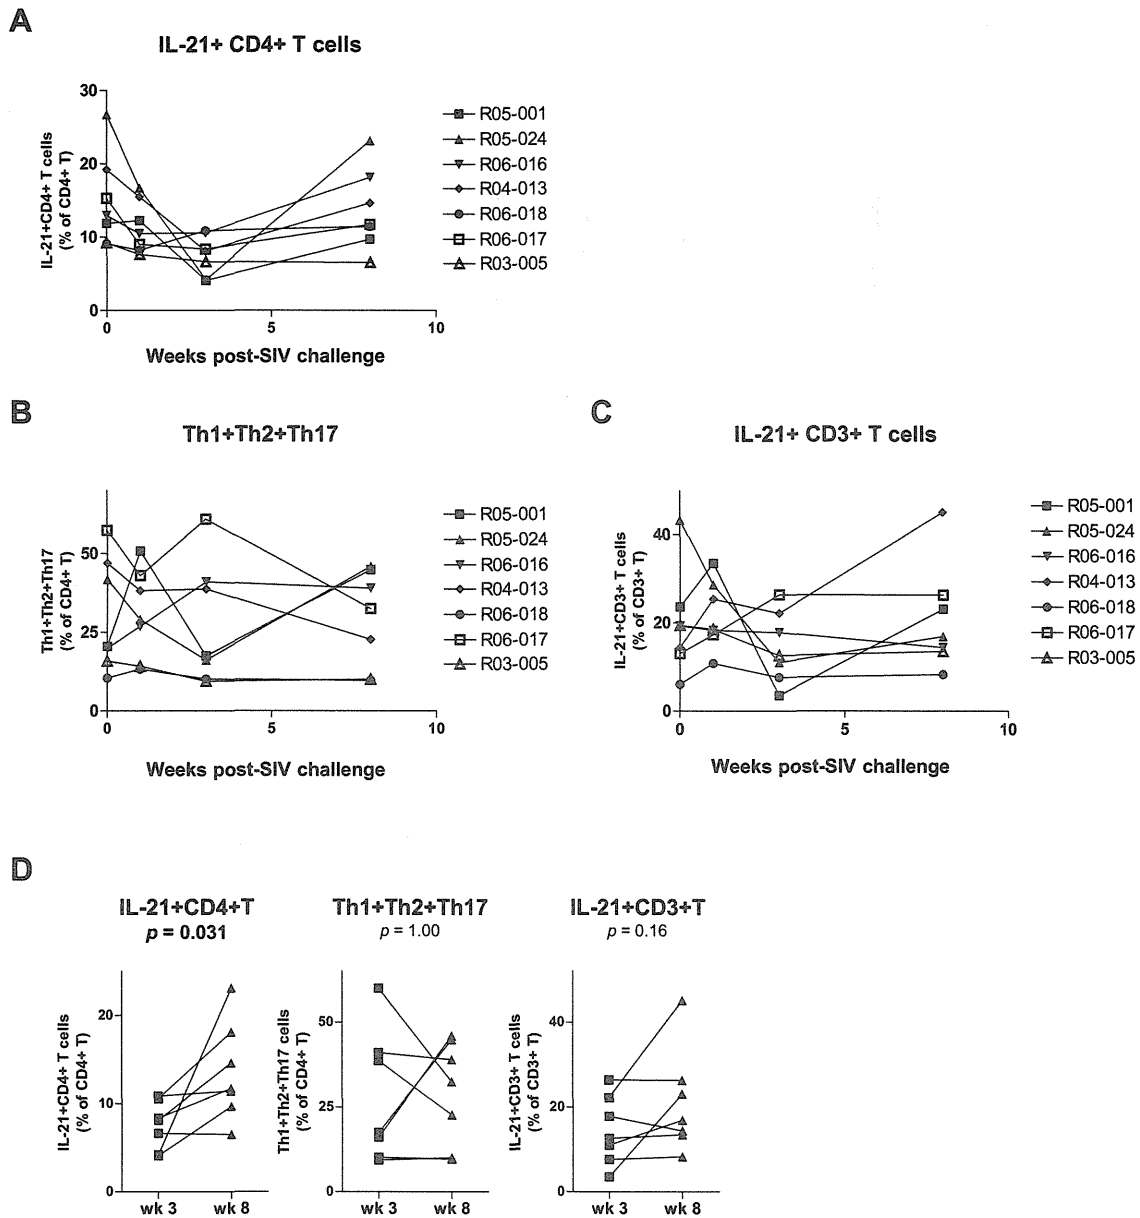 A
IL-21+ CD4+ T cells
IL-21+CD4+ T cells
(% of CD4+ T)
30
20
10
0
0
5
10
Weeks post-SIV challenge
R05-001
R05-024
R06-016
R04-013
R06-018
R06-017
R03-005
B
Th1+Th2+Th17
Th1+Th2+Th17
(% of CD4+ T)
50
25
0
0
5
10
Weeks post-SIV challenge
R05-001
R05-024
R06-016
R04-013
R06-018
R06-017
R03-005
C
IL-21+ CD3+ T cells
IL-21+CD3+ T cells
(% of CD3+ T)
40
20
0
0
5
10
Weeks post-SIV challenge
R05-001
R05-024
R06-016
R04-013
R06-018
R06-017
R03-005
D
IL-21+CD4+T
p = 0.031
IL-21+CD4+ T cells
(% of CD4+ T)
20
10
0
wk 3 wk 8
Th1+Th2+Th17
p = 1.00
Th1+Th2+Th17 cells
(% of CD4+ T)
50
25
0
wk 3 wk 8
IL-21+CD3+T
p = 0.16
IL-21+CD3+ T cells
(% of CD3+ T)
40
20
0
wk 3 wk 8